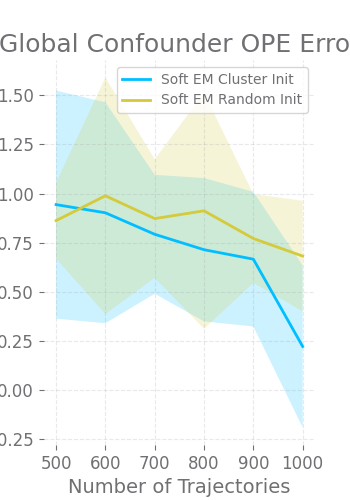 Global Confounder OPE Erro
Soft EM Cluster Init
Soft EM Random Init
1.50
1.25
1.00
0.75
0.50
0.25
0.00
0.25
500 600 700 800 900 1000
Number of Trajectories